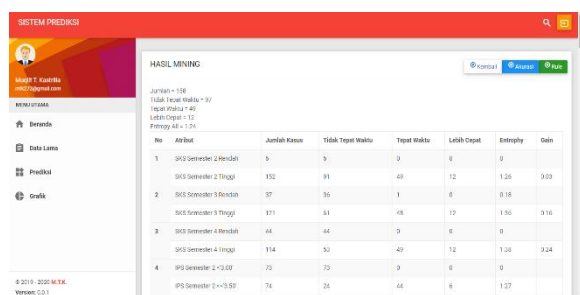 SISTEM PREDIKSI
Muqtit T. Kastrilia
mtk272@gmail.com
MENU UTAMA
Beranda
Data Lama
Prediksi
Grafik
© 2019 - 2020 M.T.K.
Version 0.0.1
HASIL MINING
Kembali Akurasi Rule
Jumlah = 158
Tidak Tepat Waktu = 97
Tepat Waktu = 49
Lebih Cepat = 12
Entropy All = 1.24
No Atribut Jumlah Kasus Tidak Tepat Waktu Tepat Waktu Lebih Cepat Entrophy Gain
1 SKS Semester 2 Rendah 6 6 0 0 0
SKS Semester 2 Tinggi 152 91 49 12 1.26 0.03
2 SKS Semester 3 Rendah 37 36 1 0 0.18
SKS Semester 3 Tinggi 121 61 48 12 1.36 0.16
3 SKS Semester 4 Rendah 44 44 0 0 0
SKS Semester 4 Tinggi 114 53 49 12 1.38 0.24
4 IPS Semester 2 <3.00 73 73 0 0 0
IPS Semester 2 <=3.50 74 24 44 6 1.27